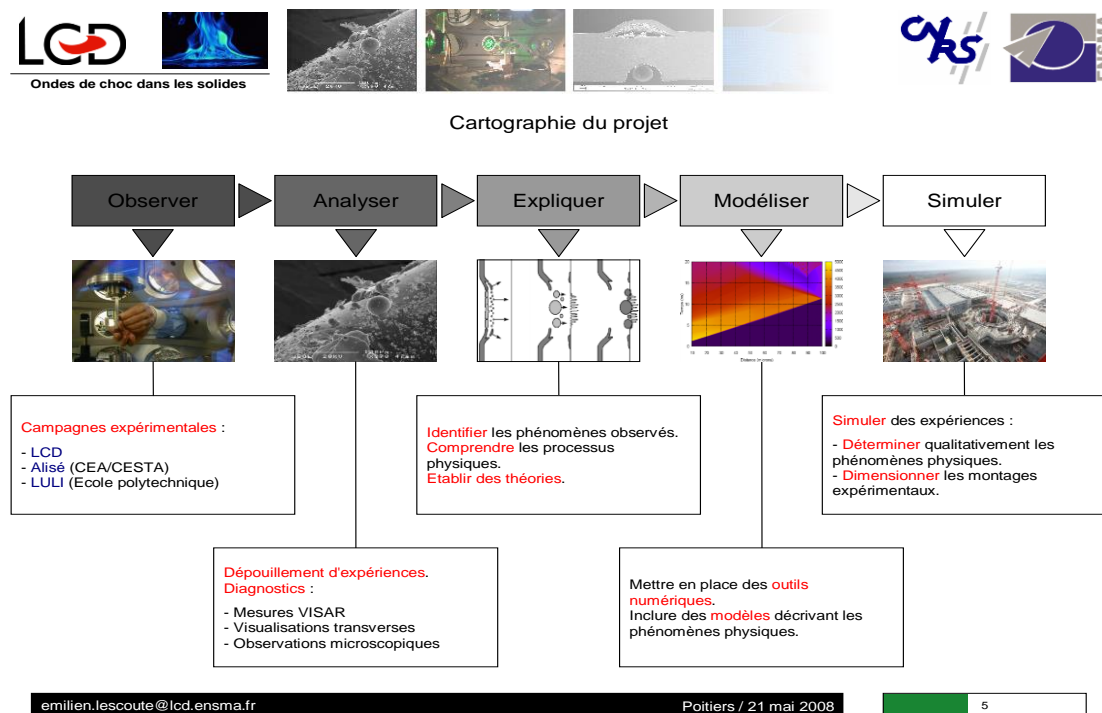 LCD
Ondes de choc dans les solides
CNRS
ENSMA
Cartographie du projet
Observer
Analyser
Expliquer
Modéliser
Simuler
Campagnes expérimentales :
- LCD
- Alisé (CEA/CESTA)
- LULI (Ecole polytechnique)
Dépouillement d'expériences.
Diagnostics :
- Mesures VISAR
- Visualisations transverses
- Observations microscopiques
Identifier les phénomènes observés.
Comprendre les processus
physiques.
Etablir des théories.
Mettre en place des outils
numériques.
Inclure des modèles décrivant les
phénomènes physiques.
Simuler des expériences :
- Déterminer qualitativement les
phénomènes physiques.
- Dimensionner les montages
expérimentaux.
emilien.lescoute@lcd.ensma.fr
Poitiers / 21 mai 2008
5